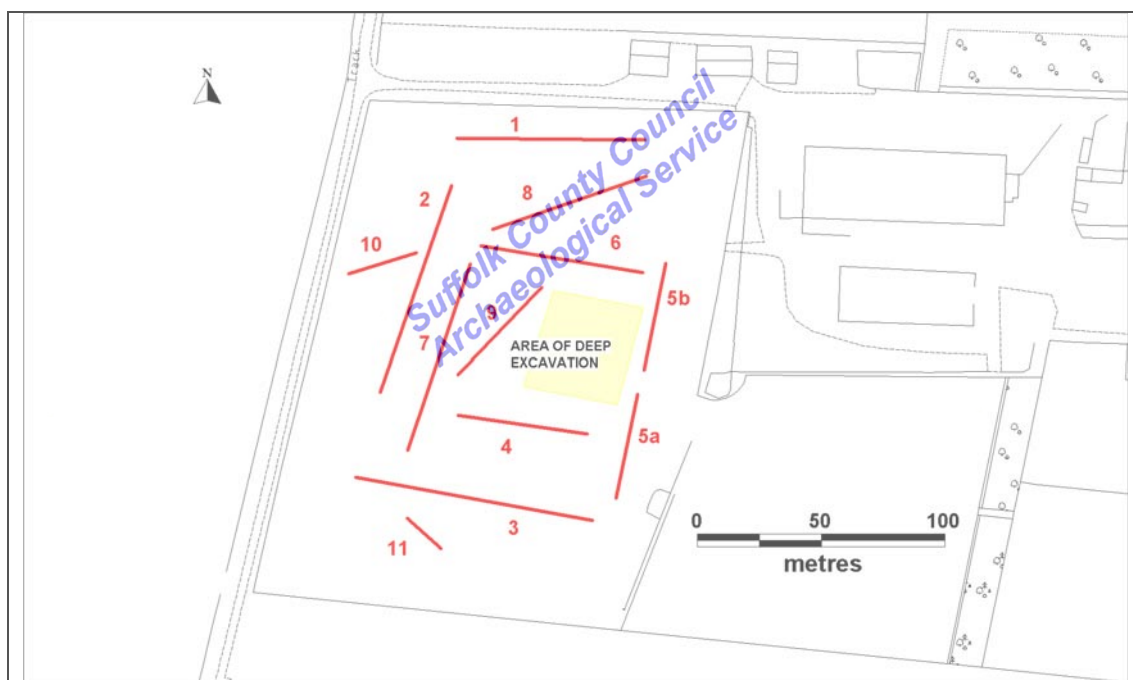 Track
N
1
8
2
10
6
5b
9
7
AREA OF DEEP
EXCAVATION
4
5a
3
11
0 50 100
metres
Suffolk County Council
Archaeological Service